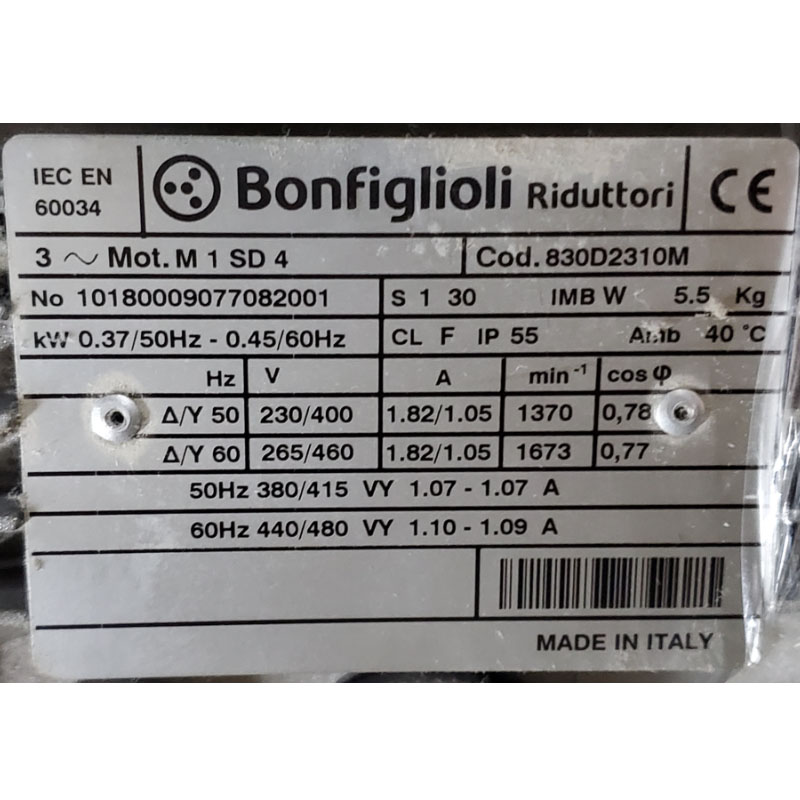 IEC EN
60034
Bonfiglioli Riduttori CE
3 ~ Mot. M 1 SD 4 Cod. 830D2310M
No 10180009077082001 S 1 30 IMB W 5.5 Kg
kW 0.37/50Hz - 0.45/60Hz CL F IP 55 Amb 40 °C
Hz V A min⁻¹ cos φ
Δ/Y 50 230/400 1.82/1.05 1370 0,78
Δ/Y 60 265/460 1.82/1.05 1673 0,77
50Hz 380/415 VY 1.07 - 1.07 A
60Hz 440/480 VY 1.10 - 1.09 A
MADE IN ITALY